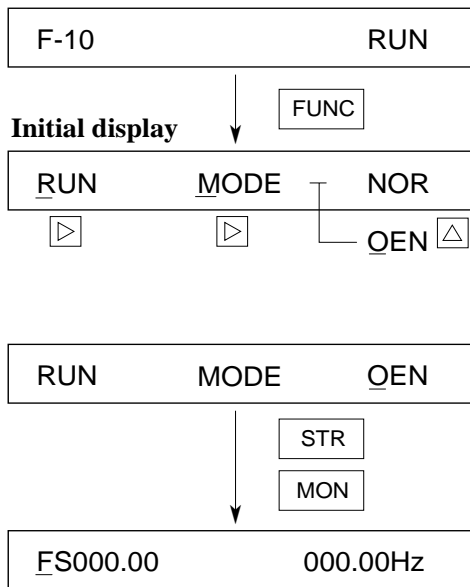 F-10 RUN
FUNC
Initial display
RUN MODE NOR
OEN
RUN MODE OEN
STR
MON
FS000.00 000.00Hz